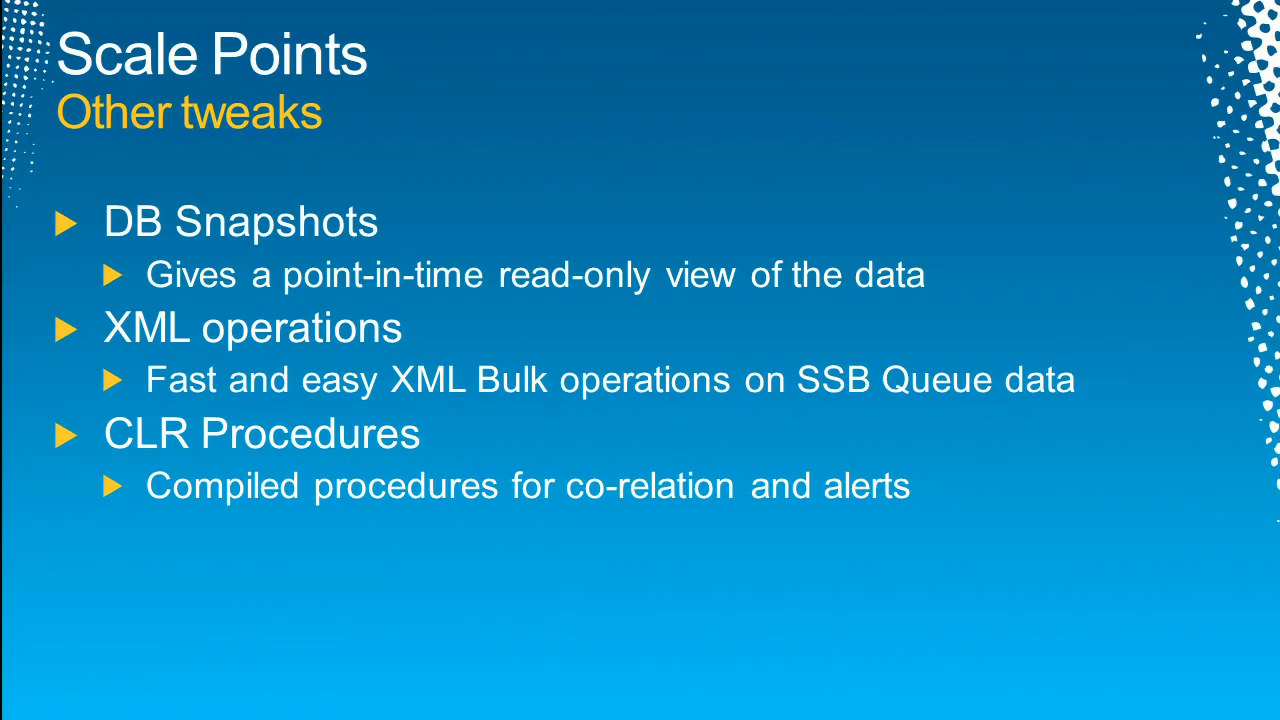 Scale Points
Other tweaks
DB Snapshots
Gives a point-in-time read-only view of the data
XML operations
Fast and easy XML Bulk operations on SSB Queue data
CLR Procedures
Compiled procedures for co-relation and alerts